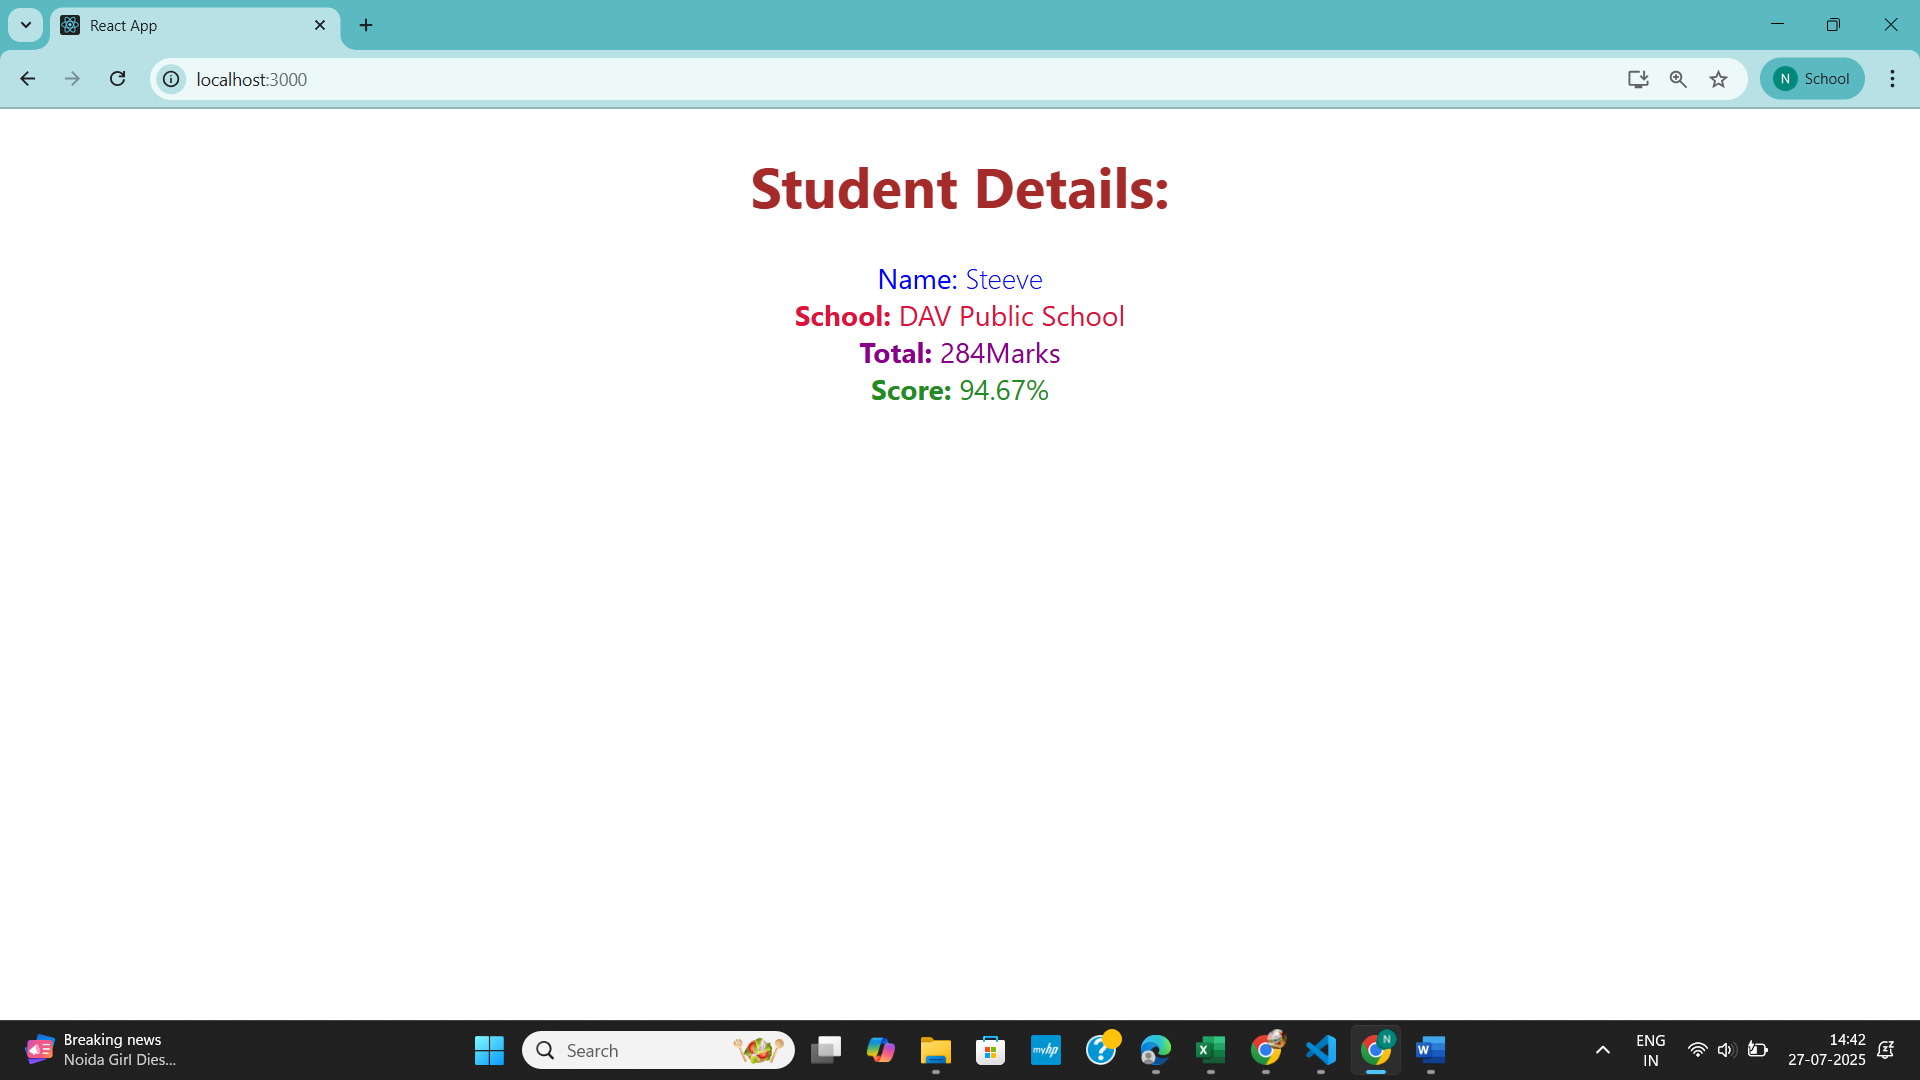 React App
localhost:3000
N School
Student Details:
Name: Steeve
School: DAV Public School
Total: 284Marks
Score: 94.67%
Breaking news
Noida Girl Dies...
Search
myhp
N
ENG
IN
14:42
27-07-2025